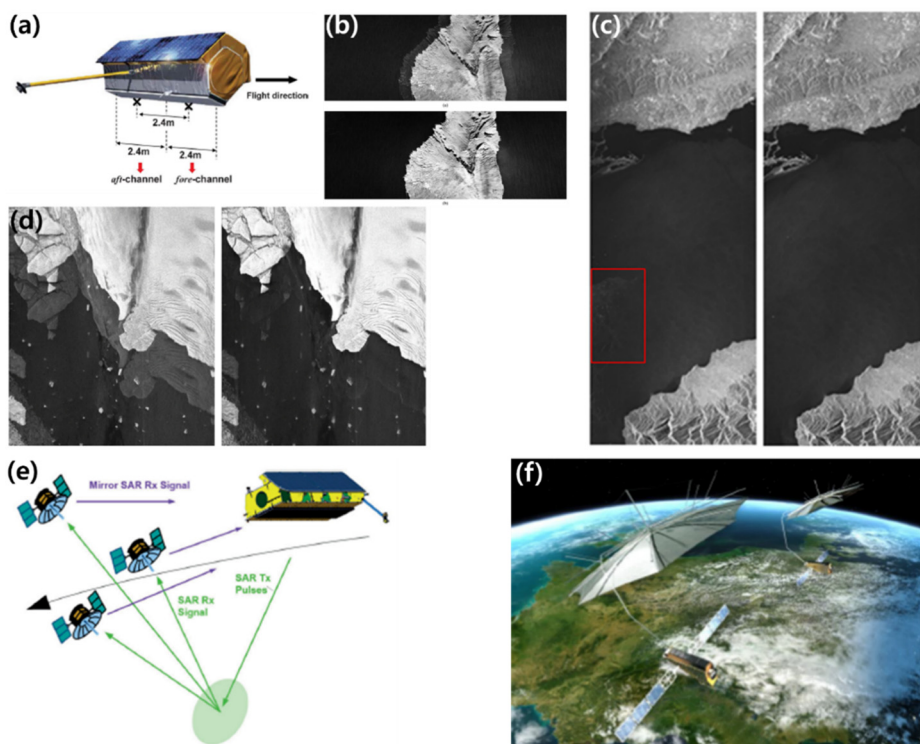 (a)
Flight direction
2.4m
2.4m
2.4m
aft-channel
fore-channel
(b)
(c)
(d)
(e)
Mirror SAR Rx Signal
SAR Rx
Signal
SAR Tx
Pulses
(f)